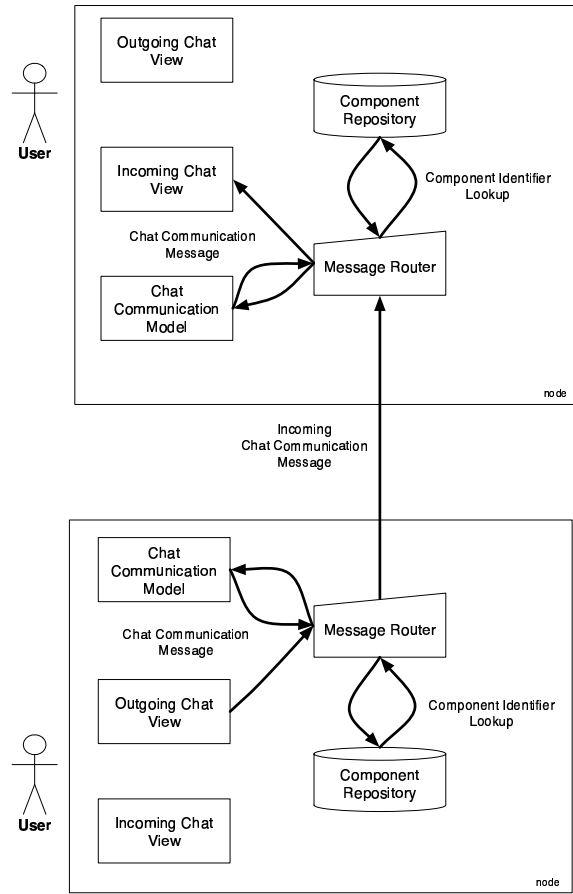 Outgoing Chat
View
Component
Repository
User
Incoming Chat
View
Component Identifier
Lookup
Chat Communication
Message
Message Router
Chat
Communication
Model
node
Incoming
Chat Communication
Message
Chat
Communication
Model
Message Router
Chat Communication
Message
Outgoing Chat
View
Component Identifier
Lookup
Component
Repository
User
Incoming Chat
View
node